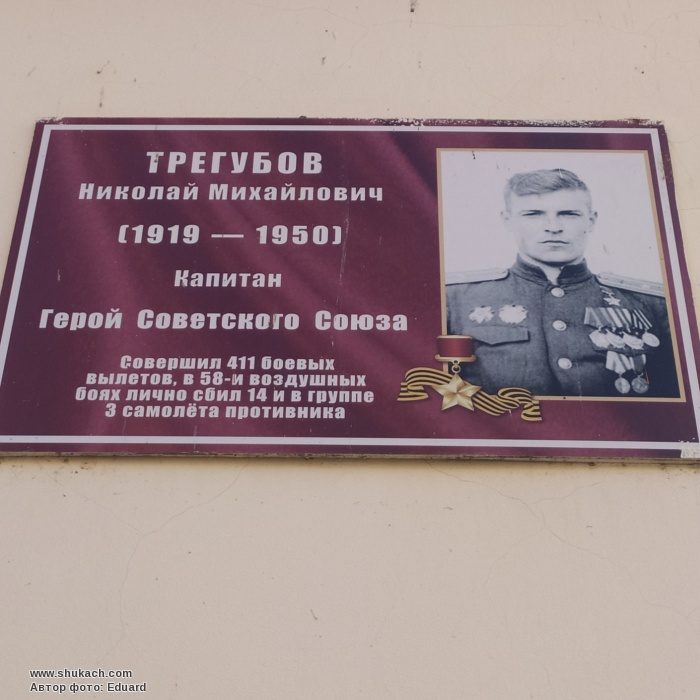 ТРЕГУБОВ
Николай Михайлович
(1919 — 1950)
Капитан
Герой Советского Союза
Совершил 411 боевых
вылетов, в 58-и воздушных
боях лично сбил 14 и в группе
3 самолёта противника
www.shukach.com
Автор фото: Eduard